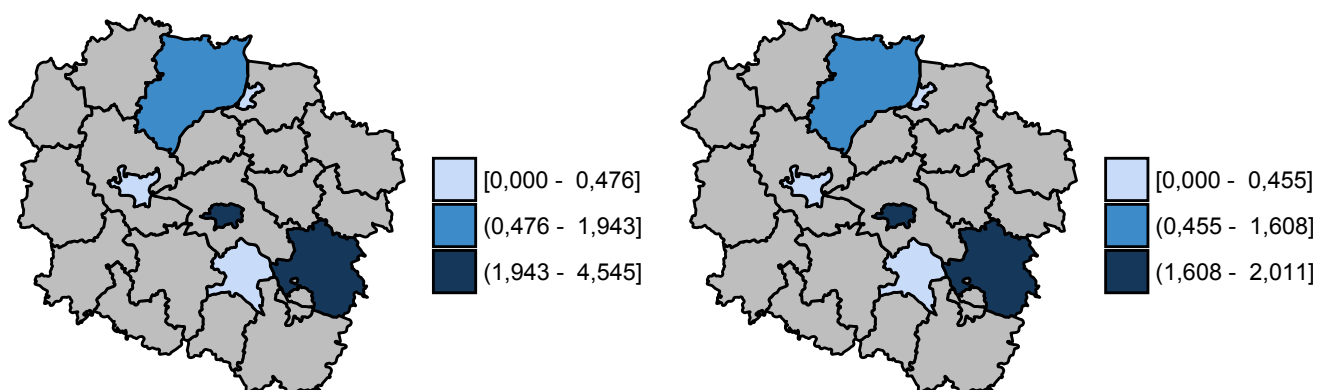 [0,000 - 0,476]
(0,476 - 1,943]
(1,943 - 4,545]
[0,000 - 0,455]
(0,455 - 1,608]
(1,608 - 2,011]